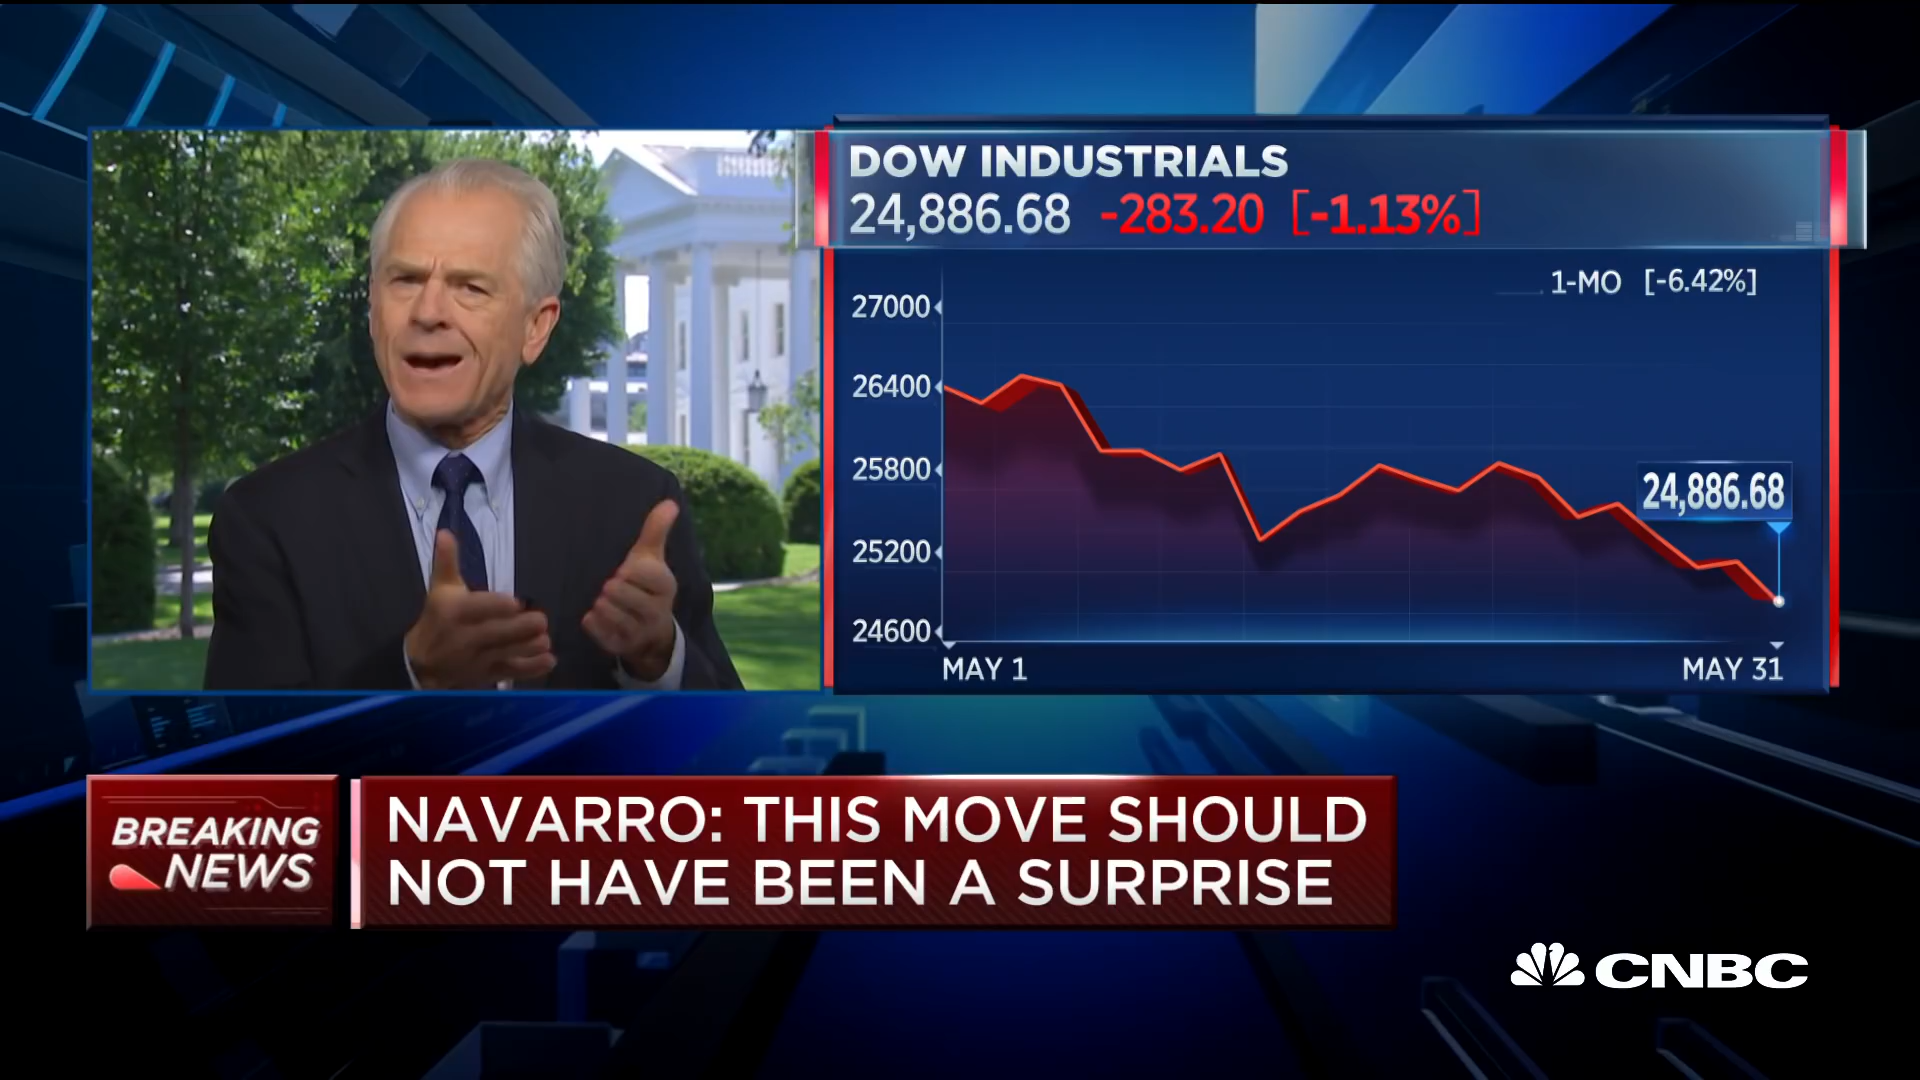 DOW INDUSTRIALS
24,886.68 -283.20 [-1.13%]
1-MO [-6.42%]
27000
26400
25800
25200
24600
24,886.68
MAY 1
MAY 31
BREAKING
NEWS
NAVARRO: THIS MOVE SHOULD
NOT HAVE BEEN A SURPRISE
CNBC